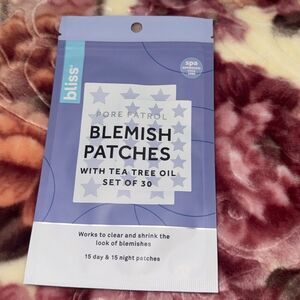 bliss
spa
PORE PATROL
BLEMISH
PATCHES
WITH TEA TREE OIL
SET OF 30
Works to clear and shrink the
look of blemishes
15 day & 15 night patches